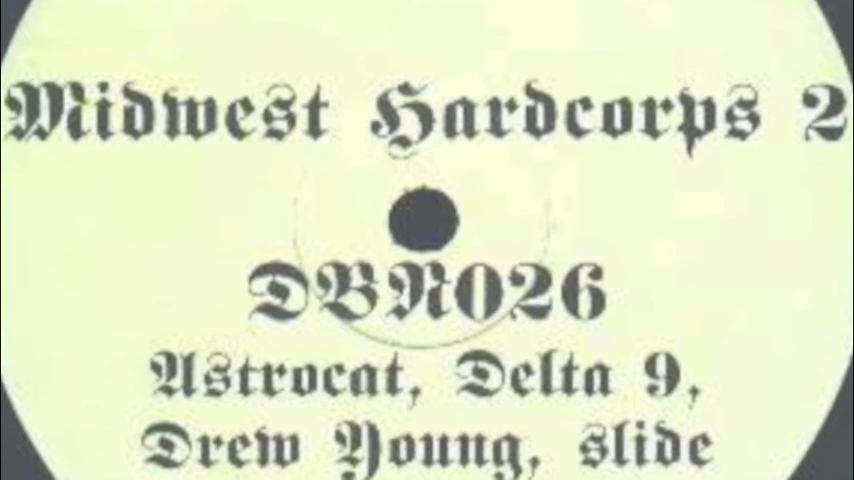 Midwest Hardcorps 2
DBN026
Astrocat, Delta 9,
Drew Young, slide